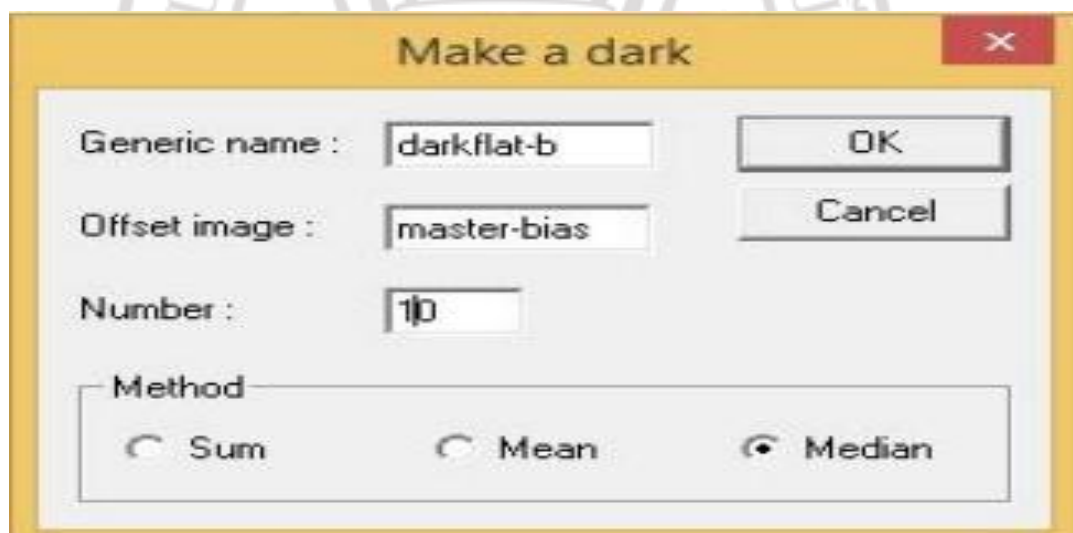 Make a dark
Generic name : darkflat-b OK
Offset image : master-bias Cancel
Number : 10
Method
Sum Mean Median